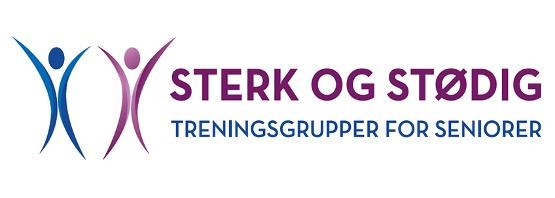 STERK OG STØDIG
TRENINGSGRUPPER FOR SENIORER